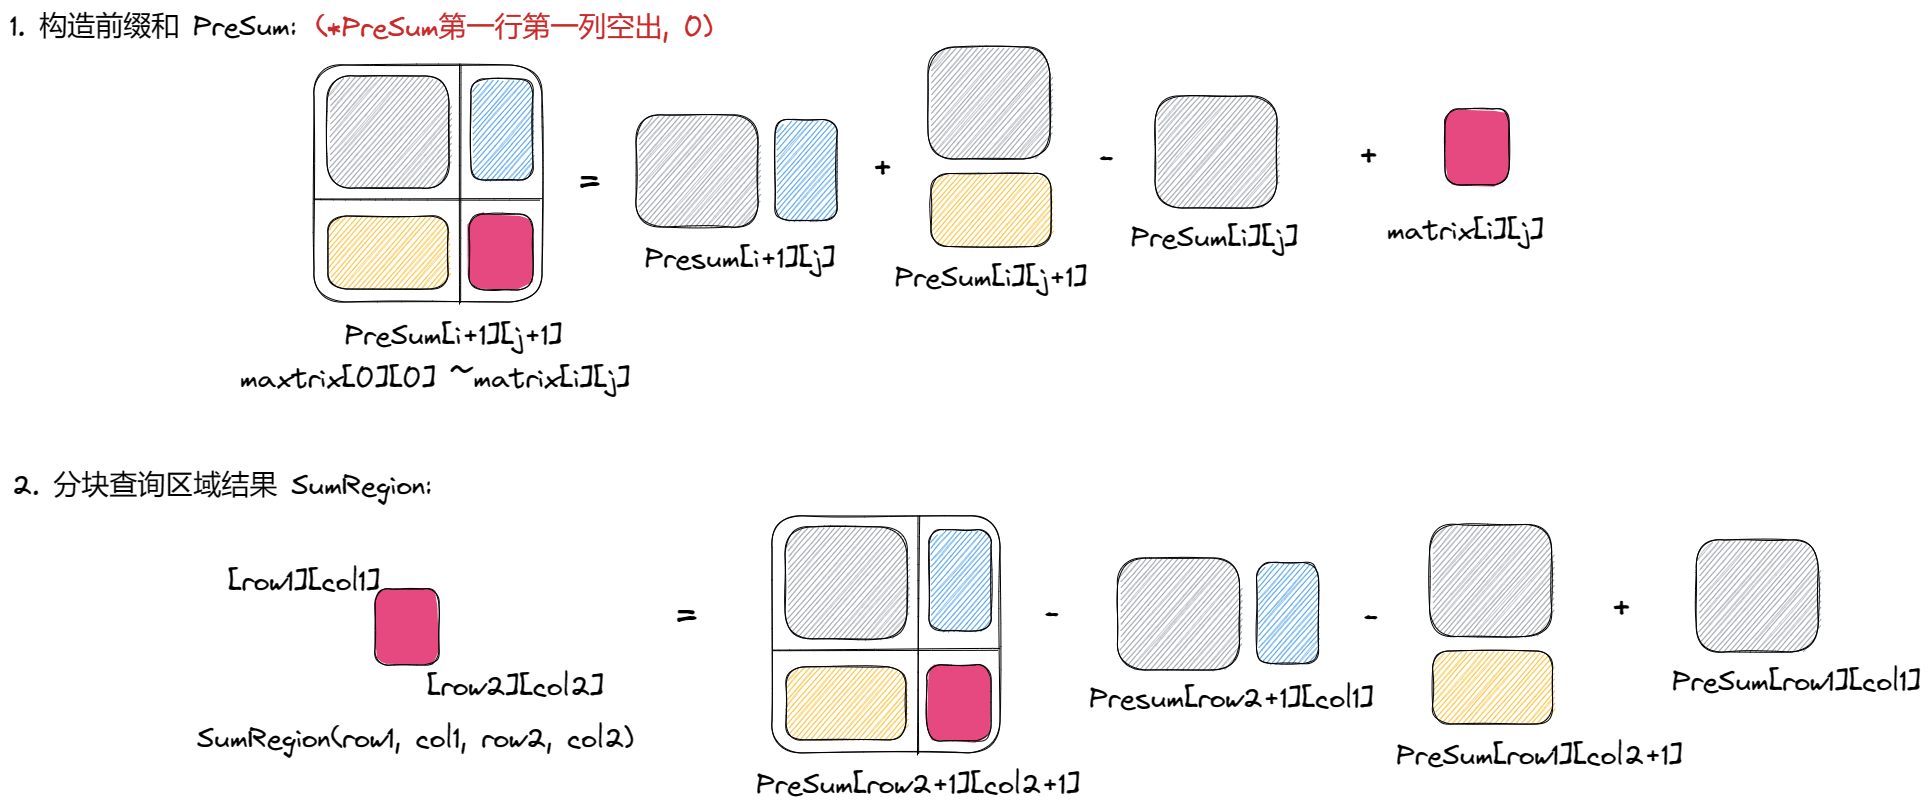 1. 构造前缀和 PreSum: (*PreSum第一行第一列空出, 0)
=
+
-
+
Presum[i+1][j]
PreSum[i][j+1]
PreSum[i][j]
matrix[i][j]
PreSum[i+1][j+1]
maxtrix[0][0] ~matrix[i][j]
2. 分块查询区域结果 SumRegion:
[row1][col1]
[row2][col2]
SumRegion(row1, col1, row2, col2)
=
-
-
+
PreSum[row2+1][col2+1]
Presum[row2+1][col1]
PreSum[row1][col2+1]
PreSum[row1][col1]